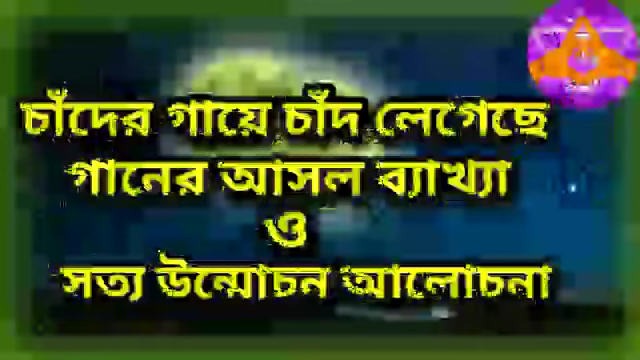 চাঁদের গায়ে চাঁদ লেগেছে
গানের আসল ব্যাখ্যা
ও
সত্য উন্মোচন আলোচনা